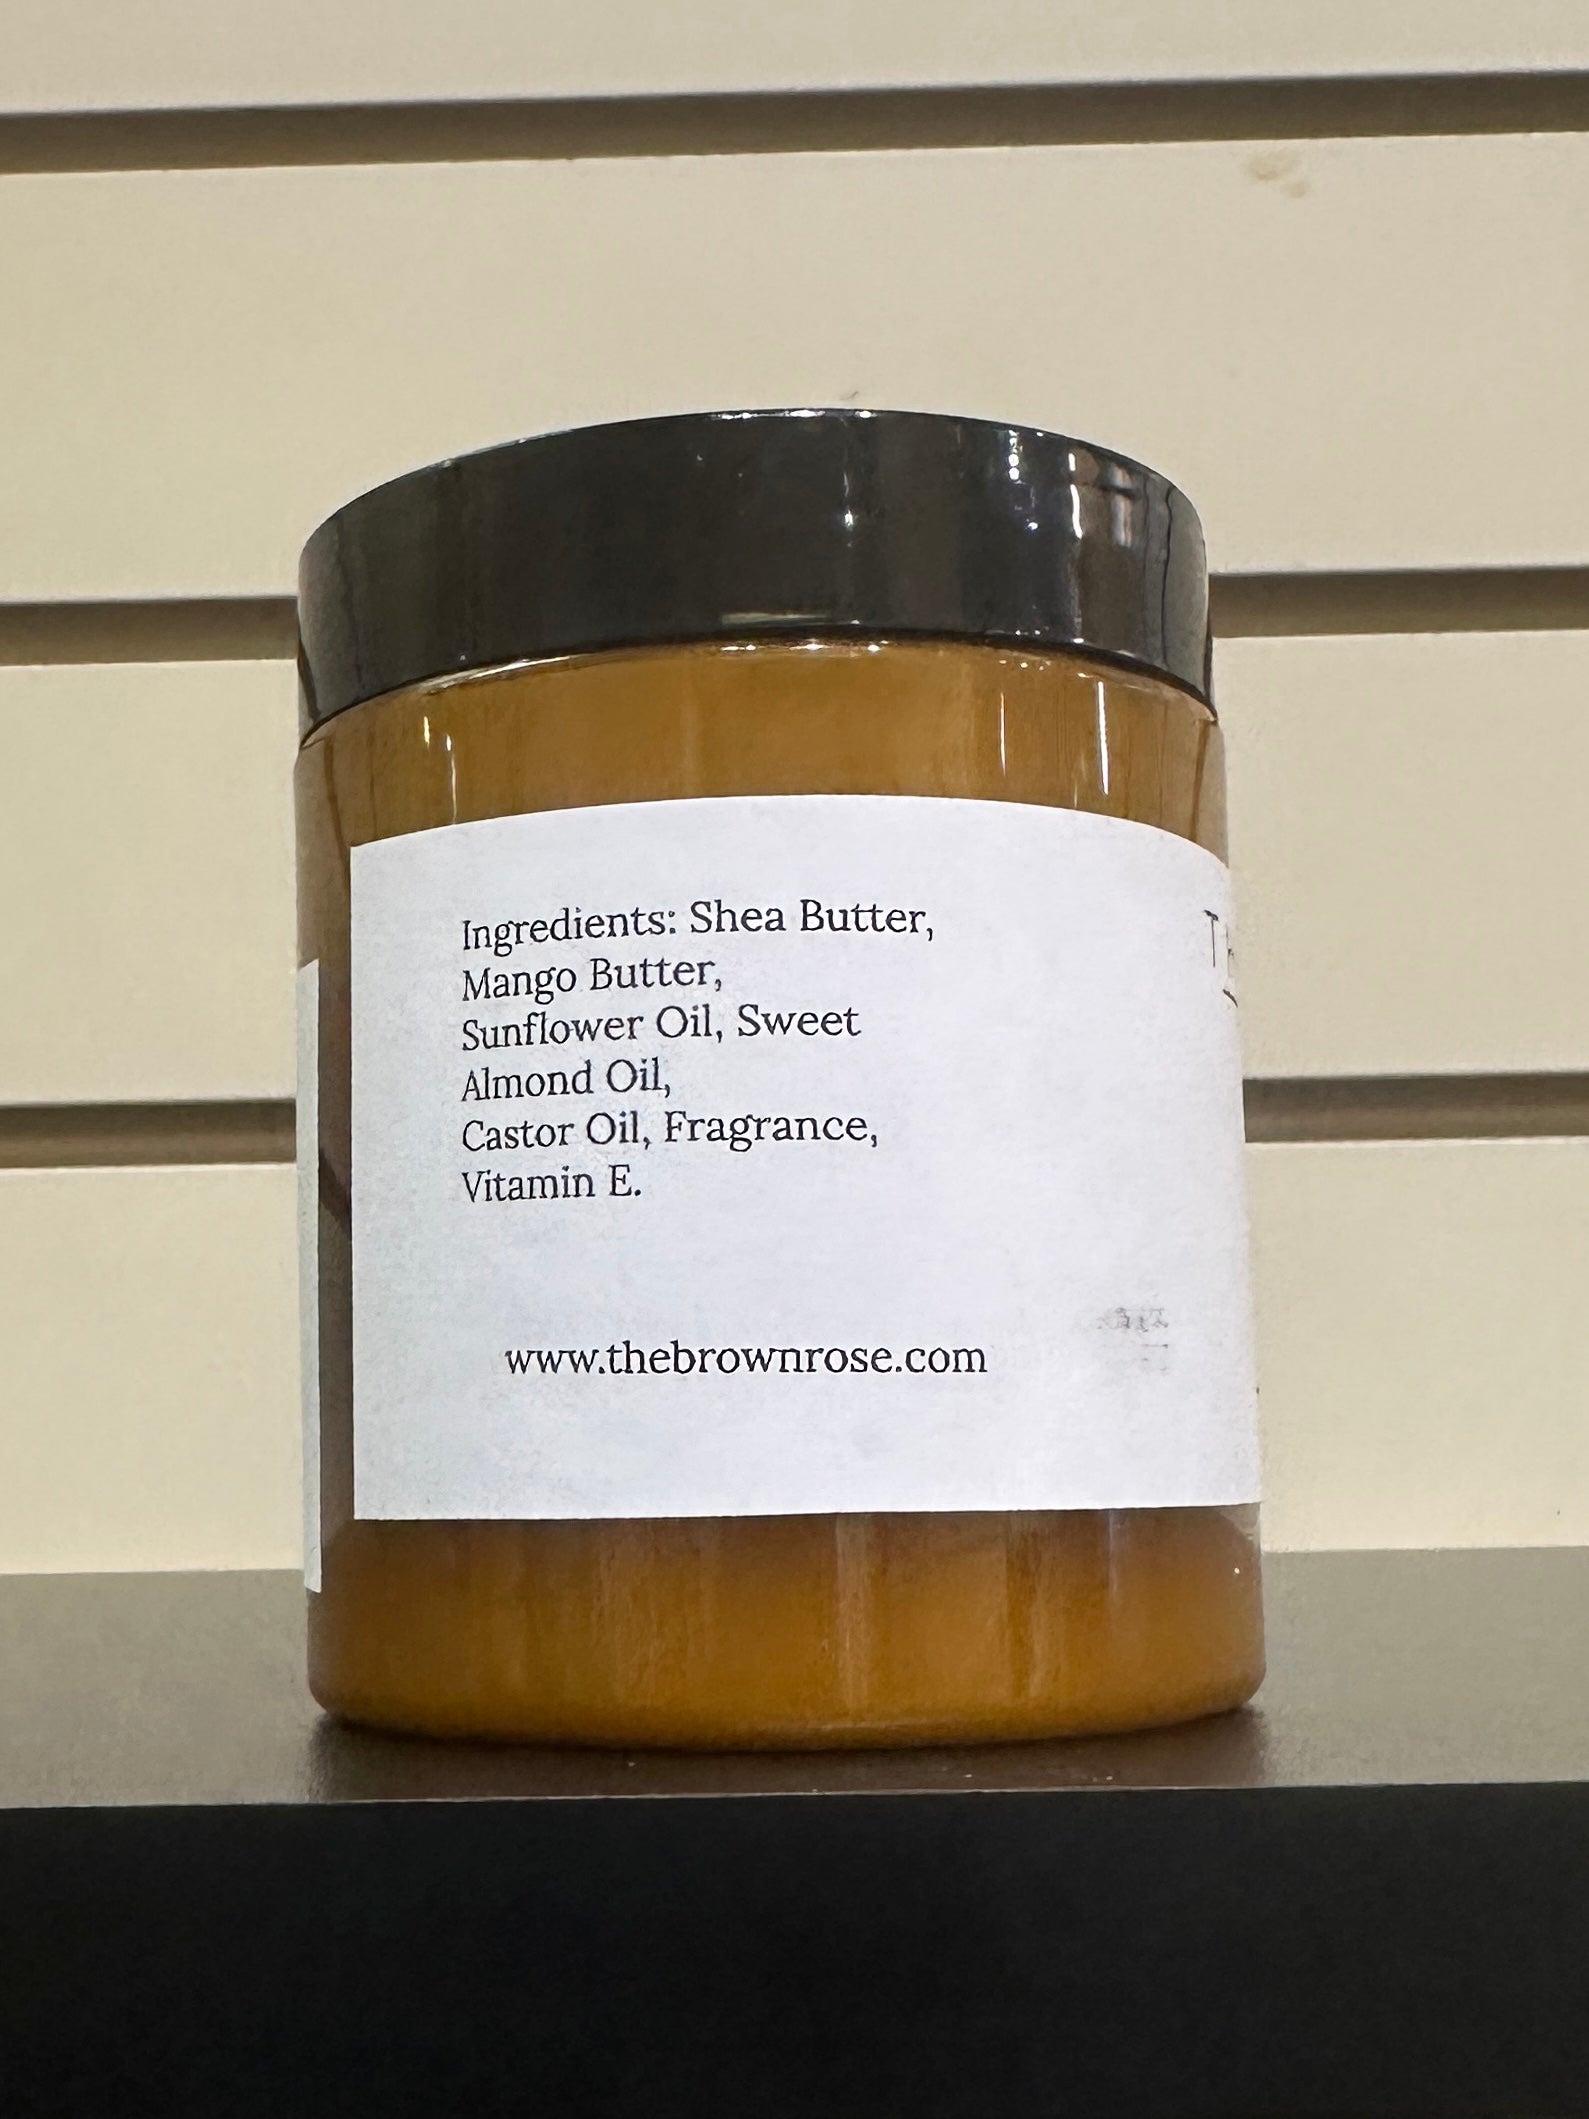 Ingredients: Shea Butter,
Mango Butter,
Sunflower Oil, Sweet
Almond Oil,
Castor Oil, Fragrance,
Vitamin E.
www.thebrownrose.com